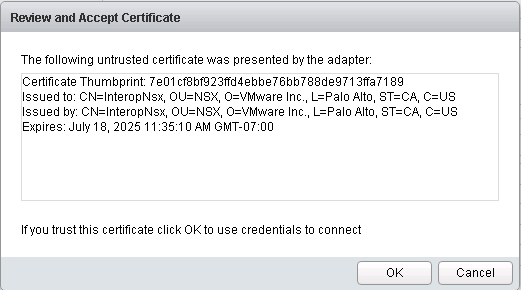 Review and Accept Certificate
The following untrusted certificate was presented by the adapter:
Certificate Thumbprint: 7e01cf8bf923ffd4ebbe76bb788de9713ffa7189
Issued to: CN=InteropNsx, OU=NSX, O=VMware Inc., L=Palo Alto, ST=CA, C=US
Issued by: CN=InteropNsx, OU=NSX, O=VMware Inc., L=Palo Alto, ST=CA, C=US
Expires: July 18, 2025 11:35:10 AM GMT-07:00
If you trust this certificate click OK to use credentials to connect
OK
Cancel